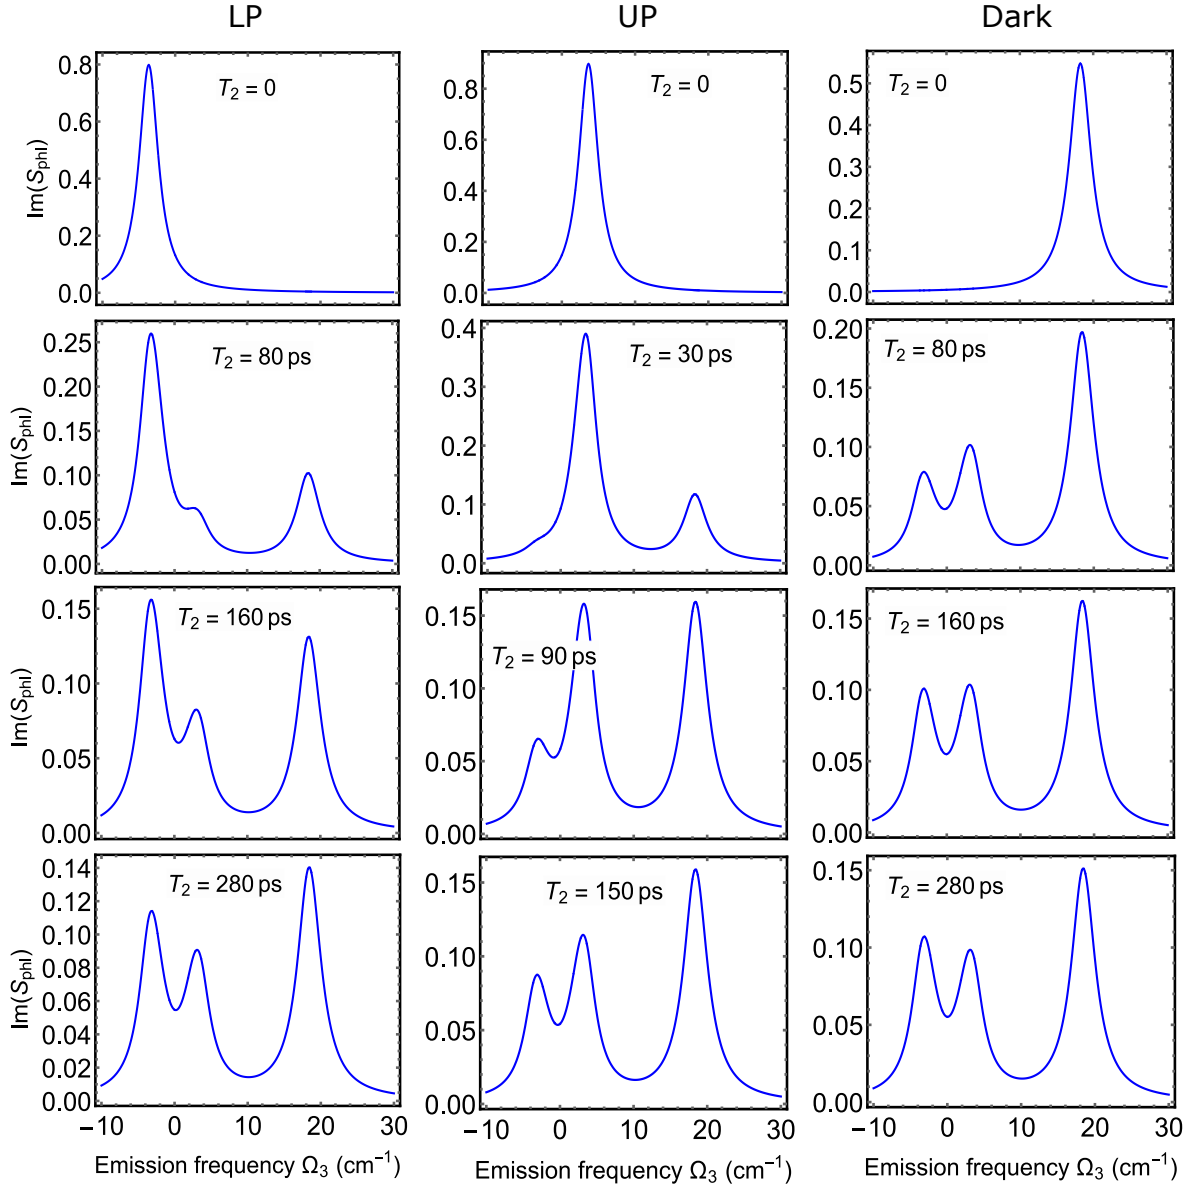 LP UP Dark
T2 = 0
T2 = 0
T2 = 0
Im(SphI)
0.8
0.6
0.4
0.2
0.0
0.8
0.6
0.4
0.2
0.0
0.5
0.4
0.3
0.2
0.1
0.0
T2 = 80 ps
T2 = 30 ps
T2 = 80 ps
Im(SphI)
0.25
0.20
0.15
0.10
0.05
0.00
0.4
0.3
0.2
0.1
0.0
0.20
0.15
0.10
0.05
0.00
T2 = 160 ps
T2 = 90 ps
T2 = 160 ps
Im(SphI)
0.15
0.10
0.05
0.00
0.15
0.10
0.05
0.00
0.15
0.10
0.05
0.00
T2 = 280 ps
T2 = 150 ps
T2 = 280 ps
Im(SphI)
0.14
0.12
0.10
0.08
0.06
0.04
0.02
0.00
0.15
0.10
0.05
0.00
0.15
0.10
0.05
0.00
−10 0 10 20 30
−10 0 10 20 30
−10 0 10 20 30
Emission frequency Ω3 (cm−1)
Emission frequency Ω3 (cm−1)
Emission frequency Ω3 (cm−1)